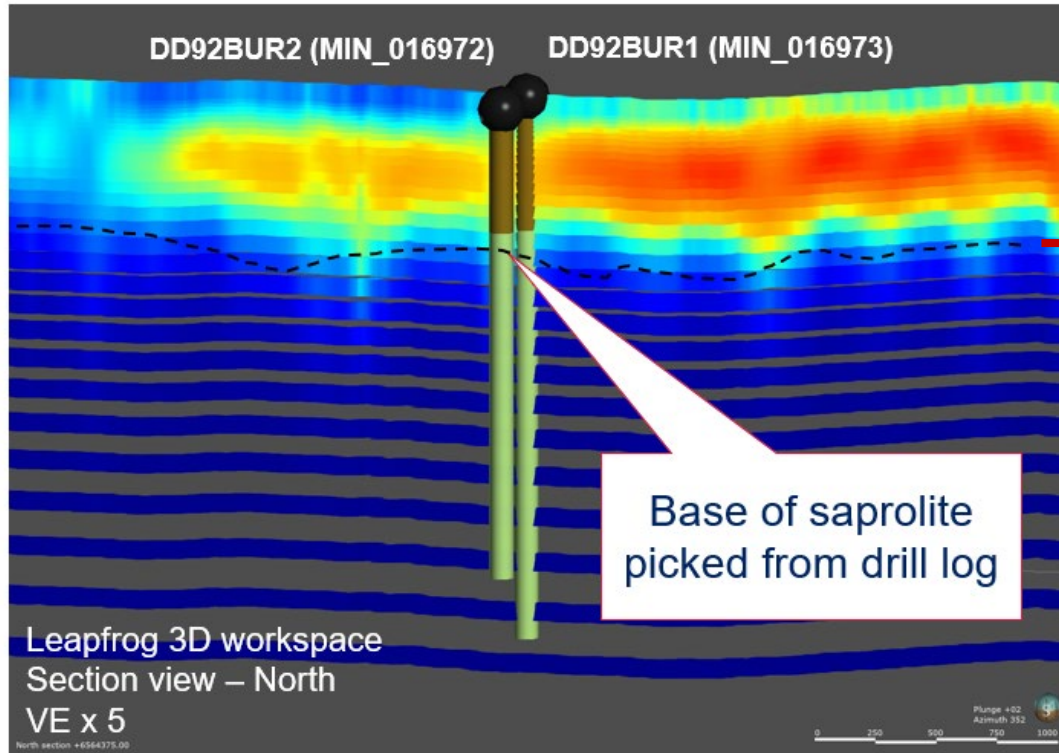 DD92BUR2 (MIN_016972) DD92BUR1 (MIN_016973)
Base of saprolite
picked from drill log
Leapfrog 3D workspace
Section view – North
VE x 5
North section +6564375.00
Plunge +02
Azimuth 352
0 250 500 750 1000